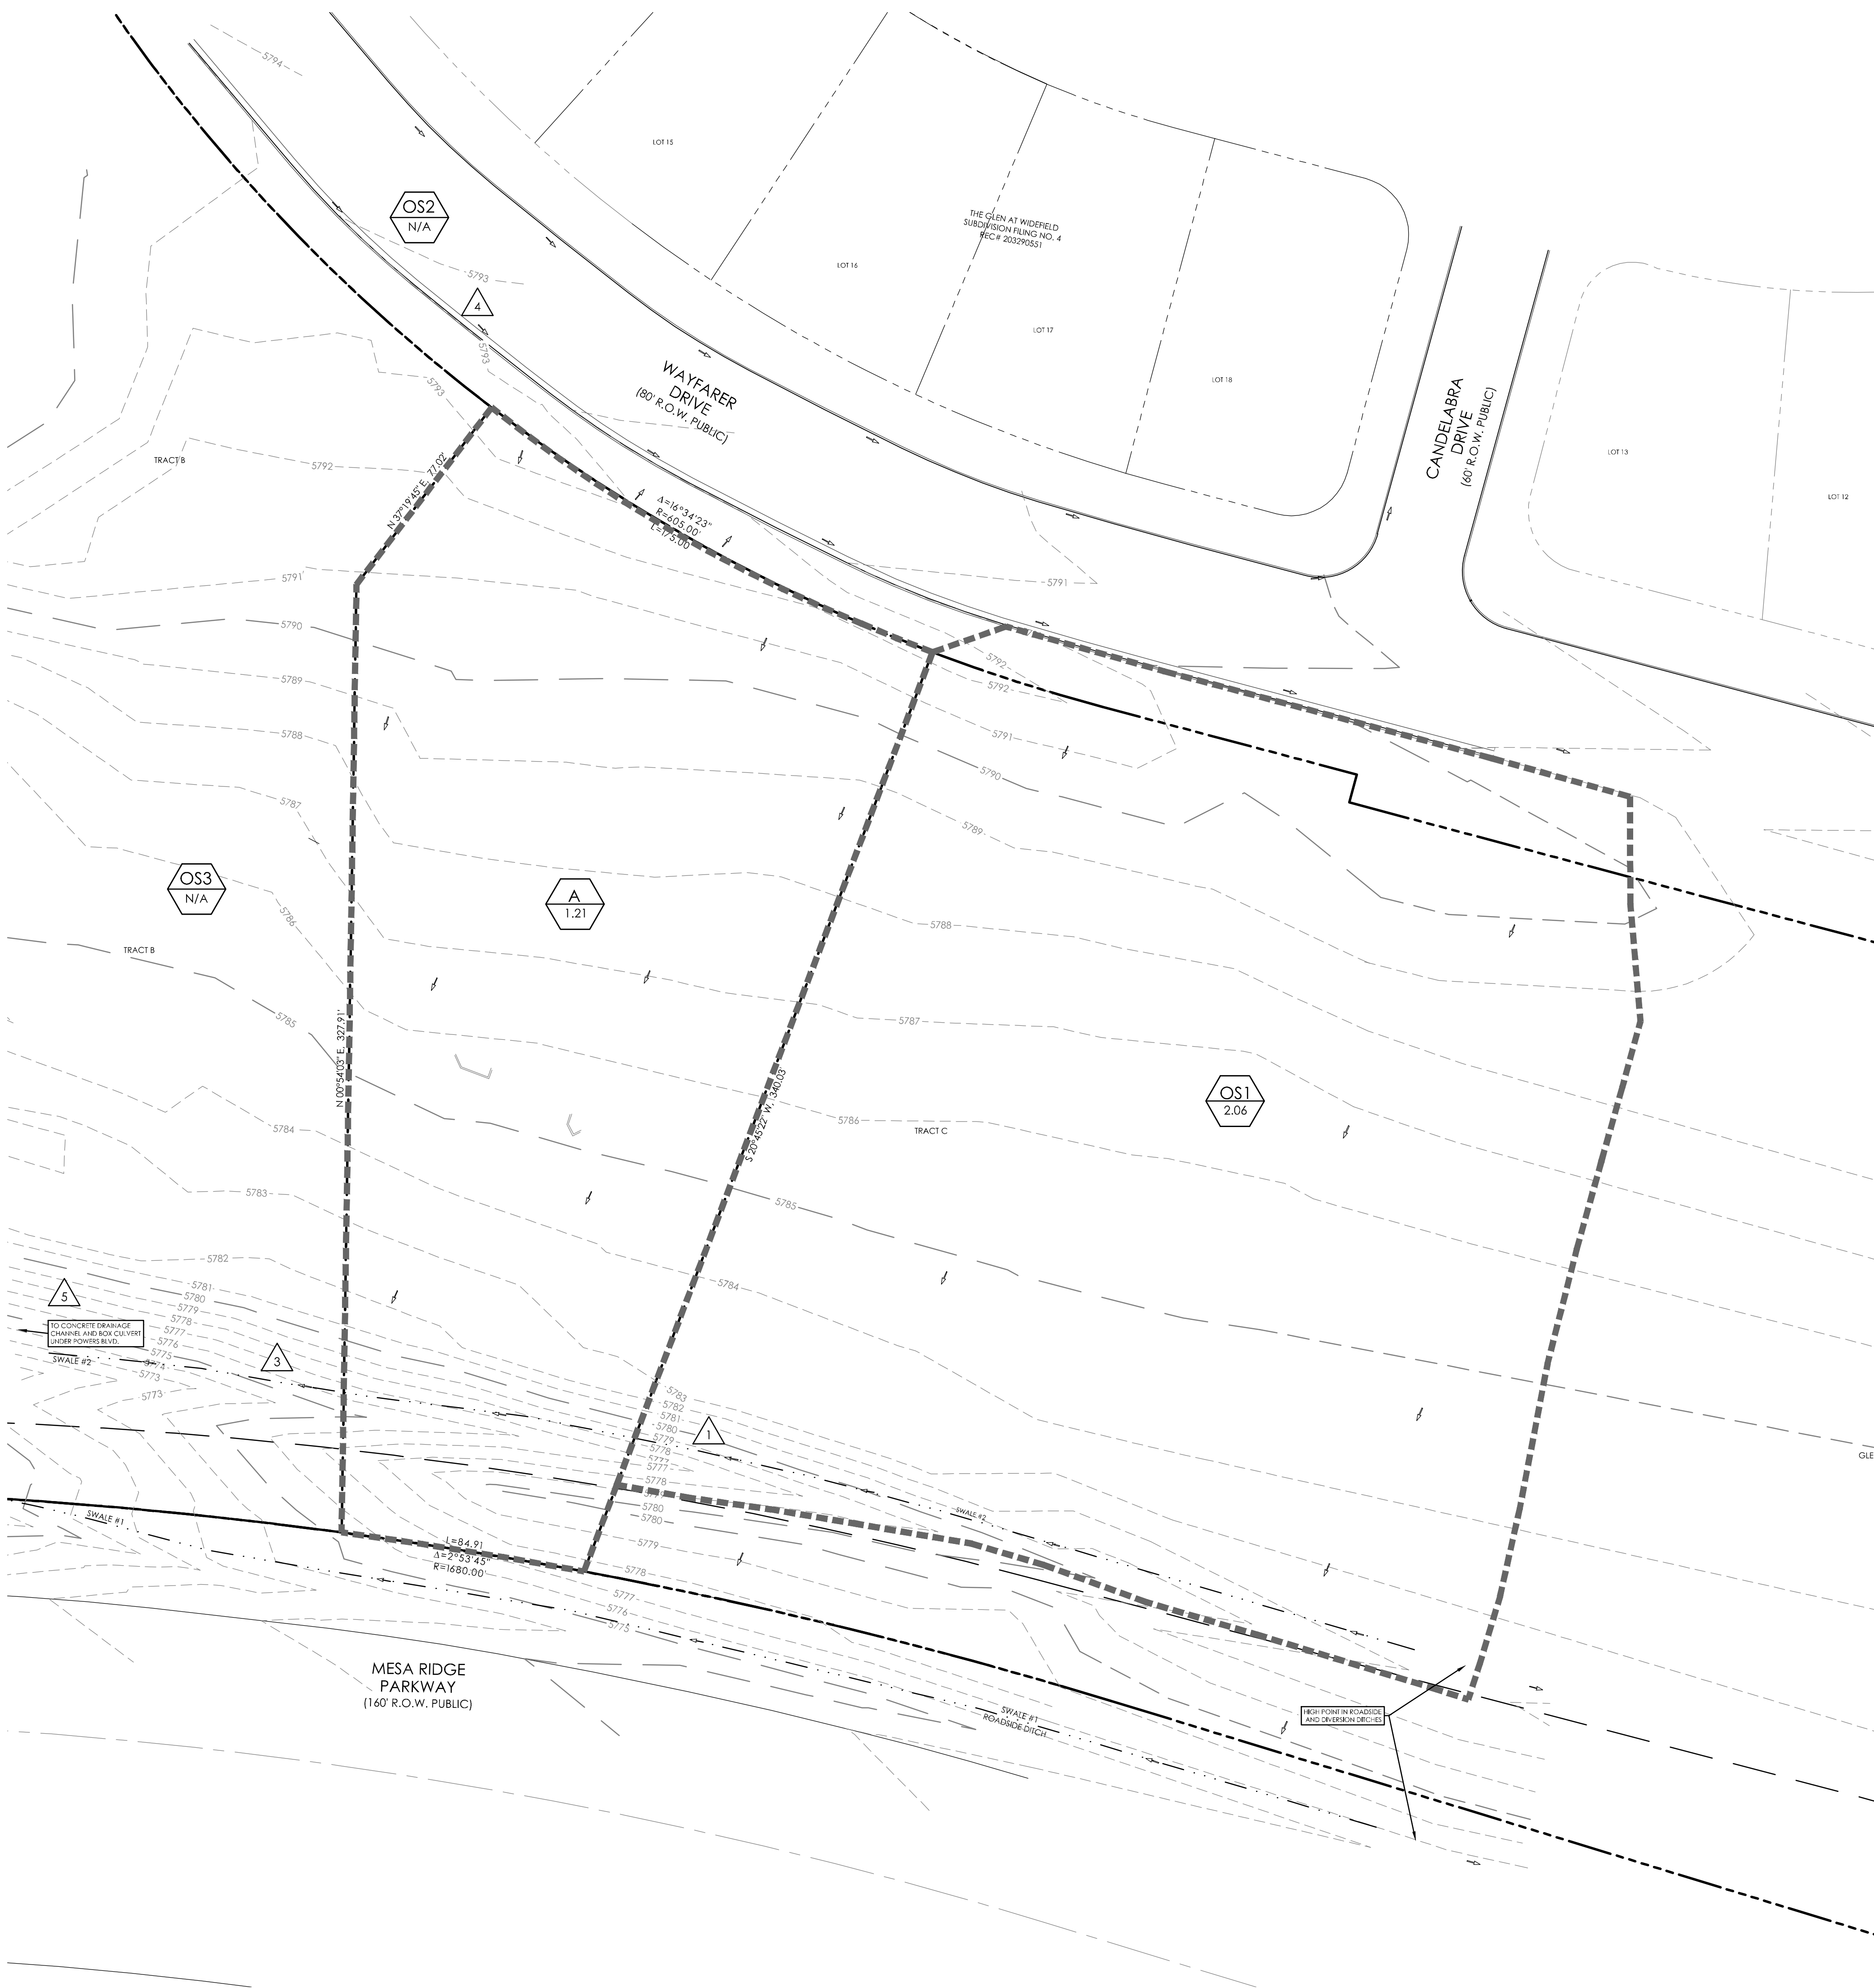 5794
OS2
N/A
LOT 15
THE GLEN AT WIDEFIELD
SUBDIVISION FILING NO. 4
REC# 203290551
LOT 16
5793
4
5793
LOT 17
WAYFARER
DRIVE
(80' R.O.W. PUBLIC)
5793
LOT 18
CANDELABRA
DRIVE
(60' R.O.W. PUBLIC)
LOT 13
LOT 12
TRACT B
5792
N 37°19'45" E, 77.02'
Δ=16°34'23"
R=605.00'
L=175.00'
5791
5791
5790
5789
5792
5792
5788
5791
5790
5787
5789
OS3
N/A
A
1.21
5786
5788
TRACT B
5785
5787
N 00°54'03" E, 327.91'
S 20°45'22" W, 340.03'
OS1
2.06
5784
5786
TRACT C
5783
5785
5782
5784
5
5781
5780
5779
5778
5777
5776
5775
5774
5773
5773
TO CONCRETE DRAINAGE
CHANNEL AND BOX CULVERT
UNDER POWERS BLVD.
SWALE #2
3
5783
5782
5781
5780
5779
5778
5777
5777
5778
5779
5780
5780
5779
5778
5777
5776
5775
1
GLE
SWALE #2
SWALE #1
L=84.91
Δ=2°53'45"
R=1680.00'
MESA RIDGE
PARKWAY
(160' R.O.W. PUBLIC)
SWALE #1
ROADSIDE DITCH
HIGH POINT IN ROADSIDE
AND DIVERSION DITCHES